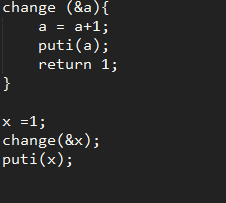 change (&a){
    a = a+1;
    puti(a);
    return 1;
}

x =1;
change(&x);
puti(x);